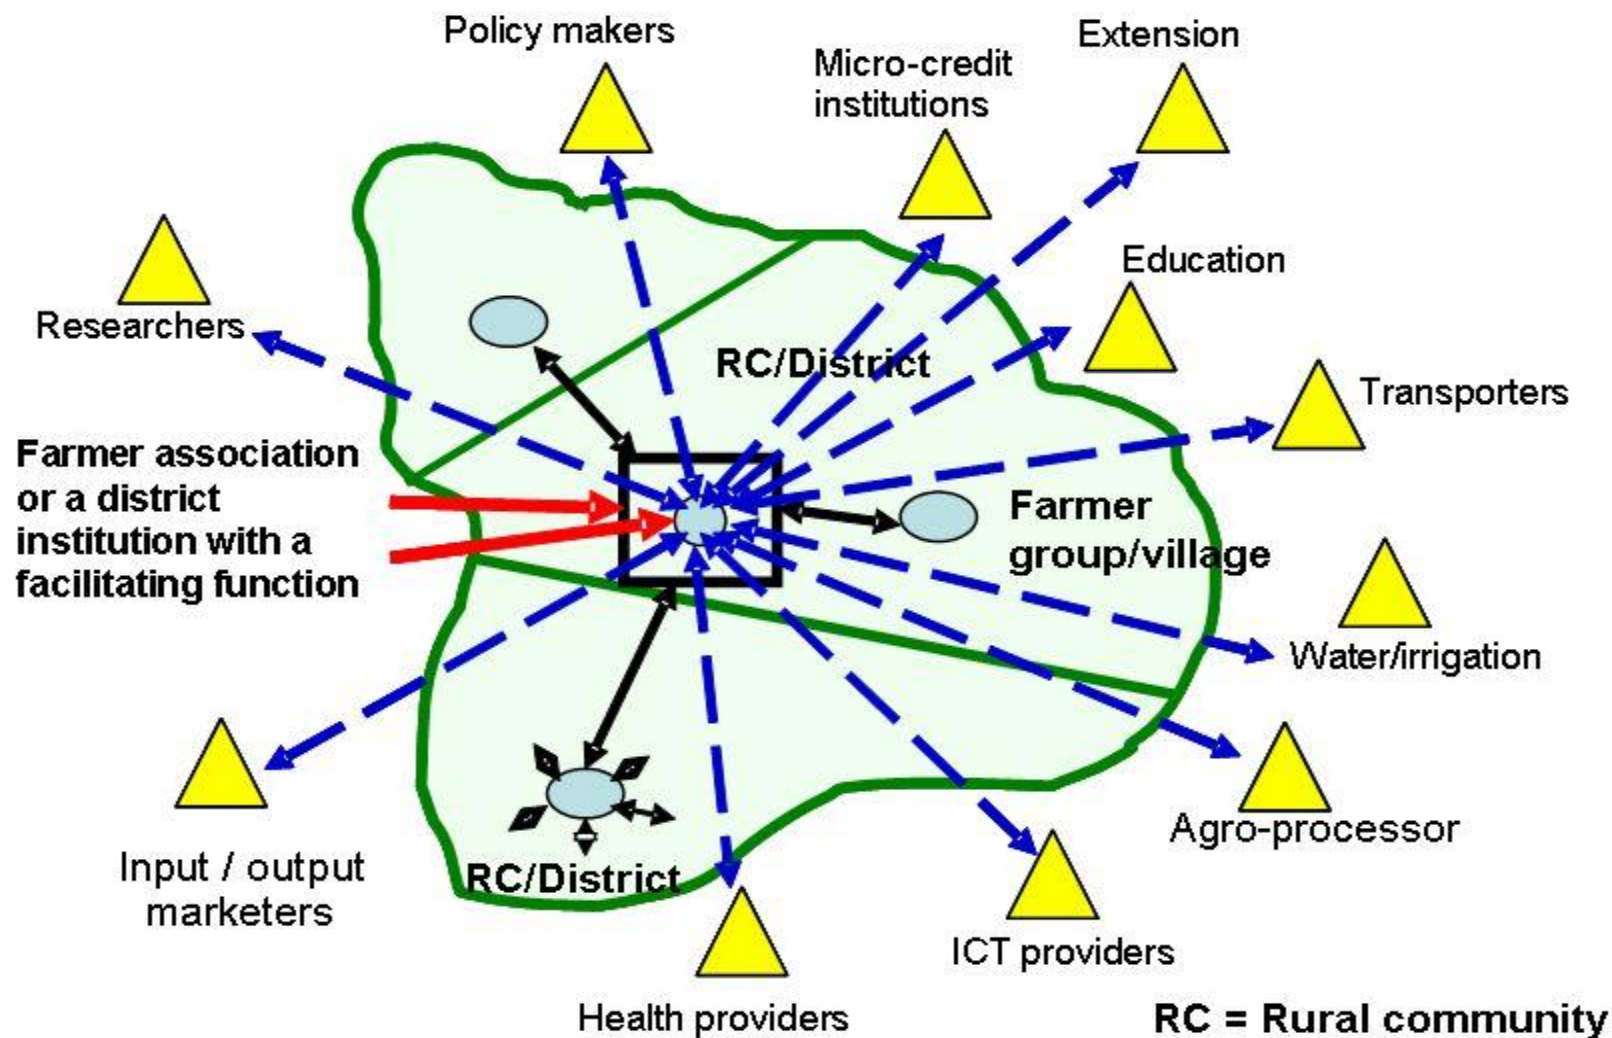 Policy makers
Extension
Micro-credit
institutions
Education
Researchers
RC/District
Transporters
Farmer association
or a district
institution with a
facilitating function
Farmer
group/village
Water/irrigation
Agro-processor
Input / output
marketers
RC/District
ICT providers
Health providers
RC = Rural community